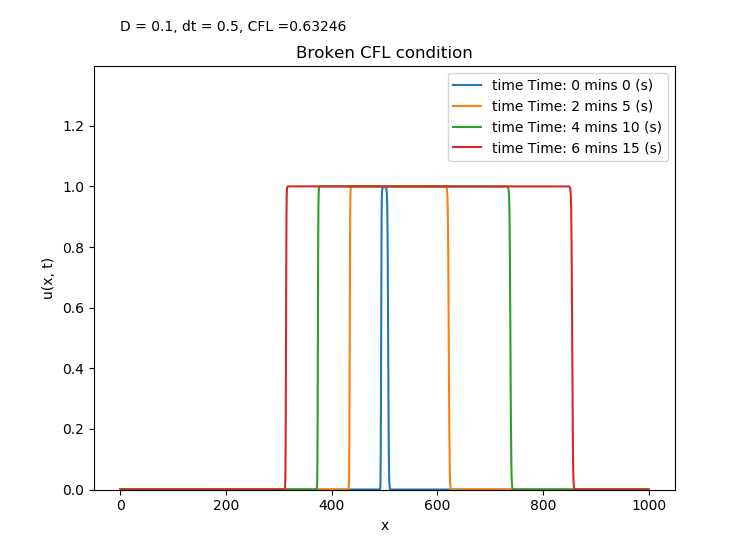 D = 0.1, dt = 0.5, CFL =0.63246
Broken CFL condition
time Time: 0 mins 0 (s)
time Time: 2 mins 5 (s)
time Time: 4 mins 10 (s)
time Time: 6 mins 15 (s)
1.2
1.0
0.8
0.6
0.4
0.2
0.0
u(x, t)
0 200 400 600 800 1000
x